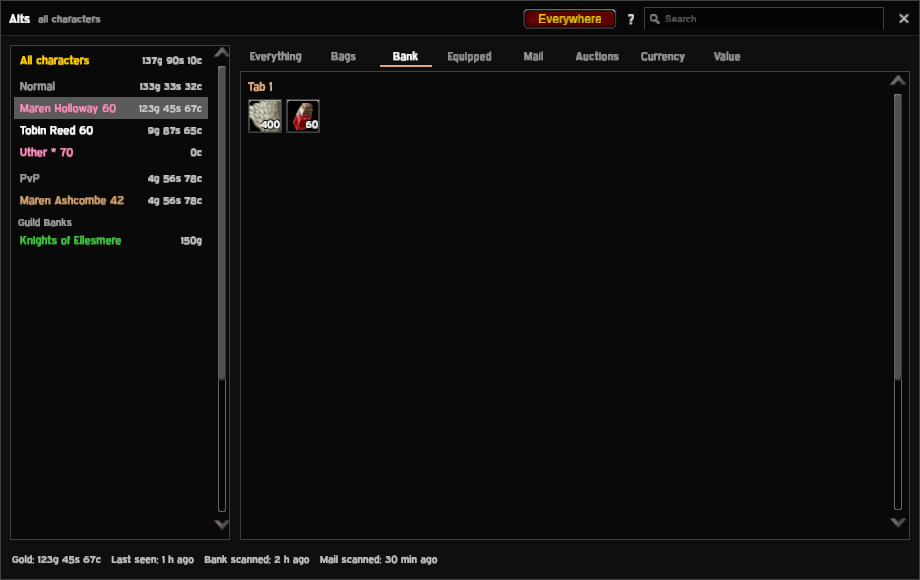 Alts all characters Everywhere ? Search
All characters 137g 90s 10c
Normal 133g 33s 32c
Maren Holloway 60 123g 45s 67c
Tobin Reed 60 9g 87s 65c
Uther * 70 0c
PvP 4g 56s 78c
Maren Ashcombe 42 4g 56s 78c
Guild Banks
Knights of Ellesmere 150g
Everything Bags Bank Equipped Mail Auctions Currency Value
Tab 1
400 60
Gold: 123g 45s 67c Last seen: 1 h ago Bank scanned: 2 h ago Mail scanned: 30 min ago